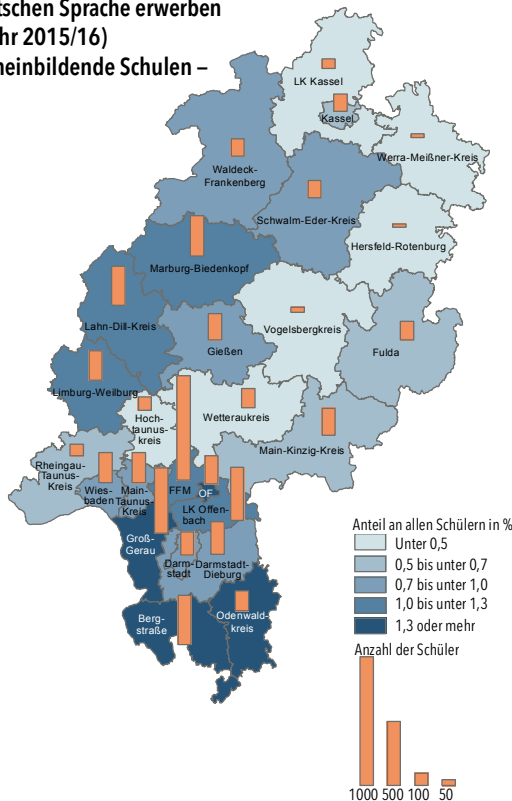 tschen Sprache erwerben
hr 2015/16)
neinbildende Schulen –
LK Kassel
Kassel
Werra-Meißner-Kreis
Waldeck-
Frankenberg
Schwalm-Eder-Kreis
Hersfeld-Rotenburg
Marburg-Biedenkopf
Lahn-Dill-Kreis
Gießen
Vogelsbergkreis
Fulda
Limburg-Weilburg
Hoch-
taunus-
kreis
Wetteraukreis
Main-Kinzig-Kreis
Rheingau-
Taunus-
Kreis
Wies-
baden
Main-
Taunus-
Kreis
FFM
OF
LK Offen-
bach
Groß-
Gerau
Darm-
stadt
Darmstadt-
Dieburg
Berg-
straße
Odenwald-
kreis
Anteil an allen Schülern in %
Unter 0,5
0,5 bis unter 0,7
0,7 bis unter 1,0
1,0 bis unter 1,3
1,3 oder mehr
Anzahl der Schüler
1000 500 100 50